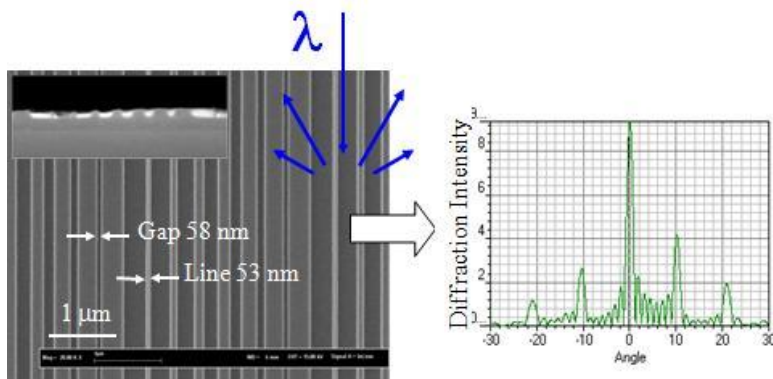 λ
Gap 58 nm
Line 53 nm
1 μm
Diffraction Intensity
8
6
4
2
0
-30 -20 -10 0 10 20 30
Angle